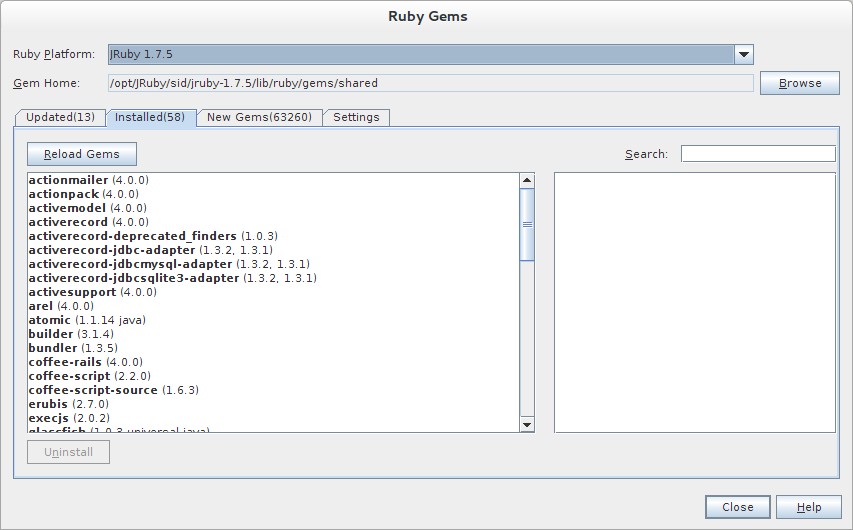 Ruby Gems
Ruby Platform: JRuby 1.7.5
Gem Home: /opt/JRuby/sid/jruby-1.7.5/lib/ruby/gems/shared Browse
Updated(13) Installed(58) New Gems(63260) Settings
Reload Gems Search:
actionmailer (4.0.0)
actionpack (4.0.0)
activemodel (4.0.0)
activerecord (4.0.0)
activerecord-deprecated_finders (1.0.3)
activerecord-jdbc-adapter (1.3.2, 1.3.1)
activerecord-jdbcmysql-adapter (1.3.2, 1.3.1)
activerecord-jdbcsqlite3-adapter (1.3.2, 1.3.1)
activesupport (4.0.0)
arel (4.0.0)
atomic (1.1.14 java)
builder (3.1.4)
bundler (1.3.5)
coffee-rails (4.0.0)
coffee-script (2.2.0)
coffee-script-source (1.6.3)
erubis (2.7.0)
execjs (2.0.2)
glassfish (1.0.3 universal java)
Uninstall
Close Help